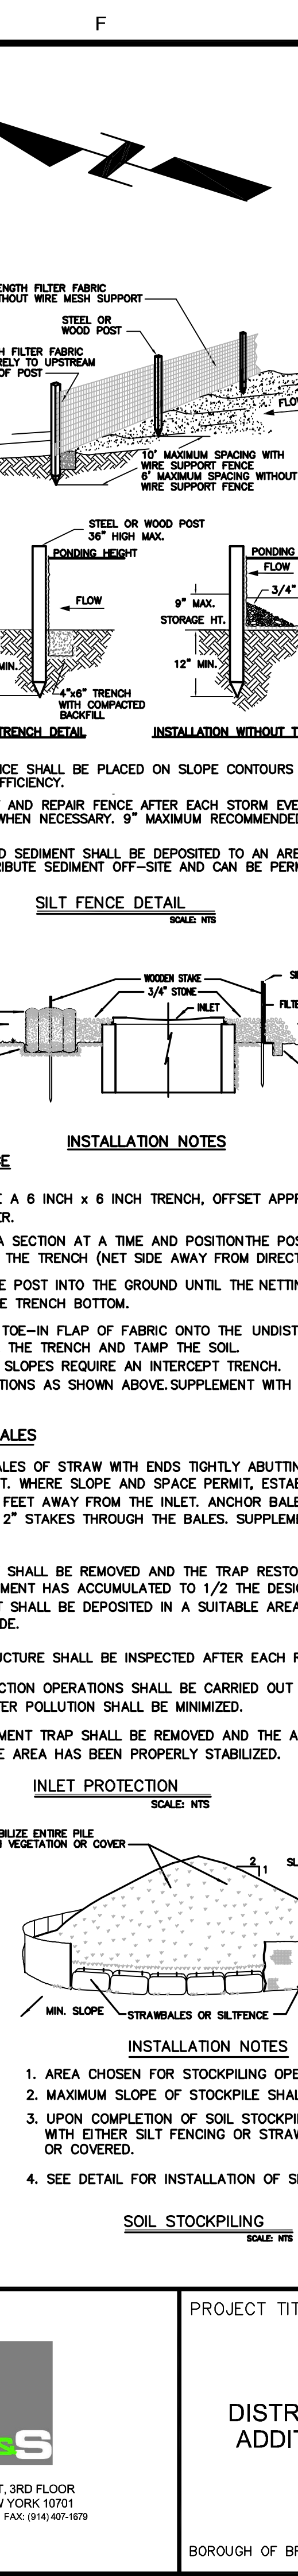 F
ENGTH FILTER FABRIC
THOUT WIRE MESH SUPPORT
STEEL OR
WOOD POST
H FILTER FABRIC
RELY TO UPSTREAM
OF POST
FLO
10' MAXIMUM SPACING WITH
WIRE SUPPORT FENCE
6' MAXIMUM SPACING WITHOUT
WIRE SUPPORT FENCE
STEEL OR WOOD POST
36" HIGH MAX.
PONDING HEIGHT
PONDING
FLOW
FLOW
3/4"
9" MAX.
STORAGE HT.
12" MIN.
MIN.
4"x6" TRENCH
WITH COMPACTED
BACKFILL
TRENCH DETAIL
INSTALLATION WITHOUT T
NCE SHALL BE PLACED ON SLOPE CONTOURS
FFICIENCY.
AND REPAIR FENCE AFTER EACH STORM EVE
WHEN NECESSARY. 9" MAXIMUM RECOMMENDED
D SEDIMENT SHALL BE DEPOSITED TO AN ARE
RIBUTE SEDIMENT OFF-SITE AND CAN BE PERM
SILT FENCE DETAIL
SCALE: NTS
WOODEN STAKE
3/4" STONE
INLET
SI
FILTE
INSTALLATION NOTES
CE
E A 6 INCH x 6 INCH TRENCH, OFFSET APPR
ER.
A SECTION AT A TIME AND POSITIONTHE POS
THE TRENCH (NET SIDE AWAY FROM DIRECT
E POST INTO THE GROUND UNTIL THE NETTIN
E TRENCH BOTTOM.
TOE-IN FLAP OF FABRIC ONTO THE UNDIST
THE TRENCH AND TAMP THE SOIL.
SLOPES REQUIRE AN INTERCEPT TRENCH.
TIONS AS SHOWN ABOVE. SUPPLEMENT WITH
ALES
ALES OF STRAW WITH ENDS TIGHTLY ABUTTIN
T. WHERE SLOPE AND SPACE PERMIT, ESTAB
FEET AWAY FROM THE INLET. ANCHOR BALE
2" STAKES THROUGH THE BALES. SUPPLEME
SHALL BE REMOVED AND THE TRAP RESTO
MENT HAS ACCUMULATED TO 1/2 THE DESIG
T SHALL BE DEPOSITED IN A SUITABLE AREA
DE.
UCTURE SHALL BE INSPECTED AFTER EACH R
CTION OPERATIONS SHALL BE CARRIED OUT
TER POLLUTION SHALL BE MINIMIZED.
MENT TRAP SHALL BE REMOVED AND THE A
E AREA HAS BEEN PROPERLY STABILIZED.
INLET PROTECTION
SCALE: NTS
BILIZE ENTIRE PILE
H VEGETATION OR COVER
2
1
SL
MIN. SLOPE
STRAWBALES OR SILTFENCE
INSTALLATION NOTES
1. AREA CHOSEN FOR STOCKPILING OPE
2. MAXIMUM SLOPE OF STOCKPILE SHAL
3. UPON COMPLETION OF SOIL STOCKPI
WITH EITHER SILT FENCING OR STRAW
OR COVERED.
4. SEE DETAIL FOR INSTALLATION OF SI
SOIL STOCKPILING
SCALE: NTS
PROJECT TIT
DISTR
ADDIT
&S
T, 3RD FLOOR
W YORK 10701
FAX: (914) 407-1679
BOROUGH OF BR